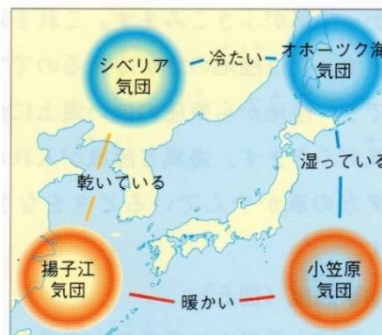 シベリア
気団
冷たい
オホーツク海
気団
乾いている
湿っている
揚子江
気団
暖かい
小笠原
気団